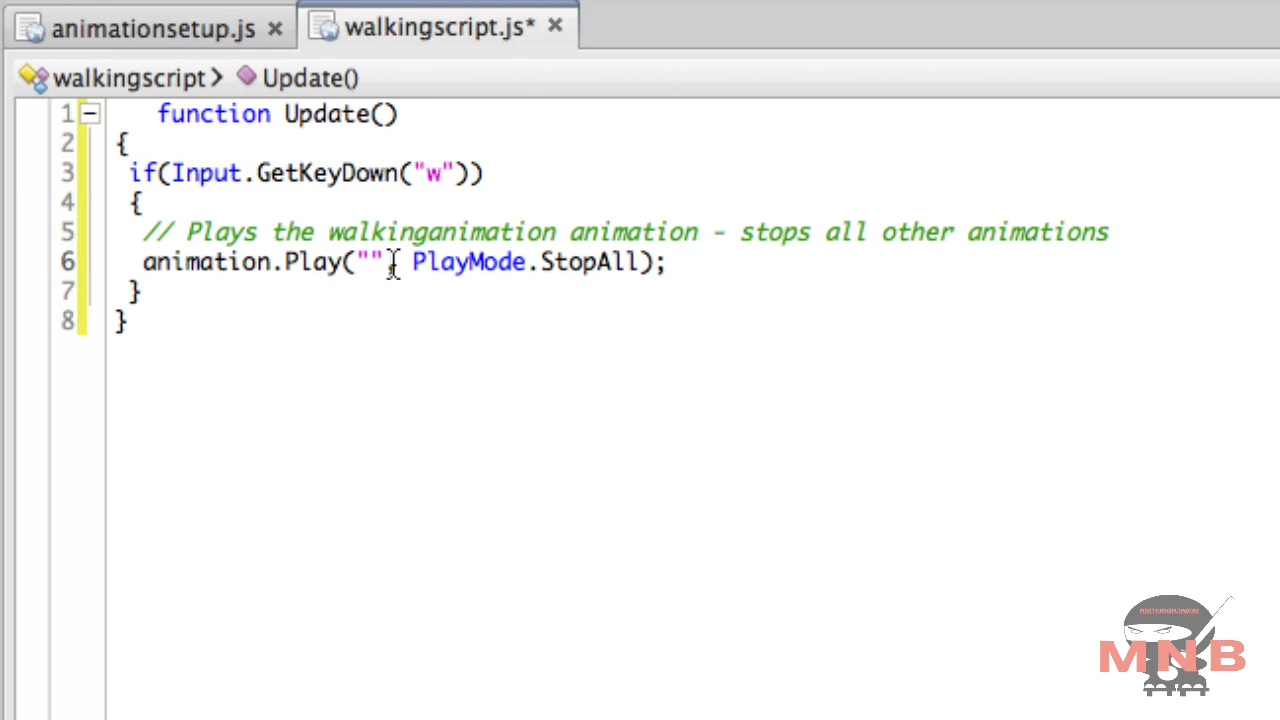 animationsetup.js
walkingscript.js*
walkingscript
Update()
1 function Update()
2 {
3 if(Input.GetKeyDown("w"))
4 {
5 // Plays the walkinganimation animation - stops all other animations
6 animation.Play("", PlayMode.StopAll);
7 }
8 }
MISTERNINJABOY
MNB